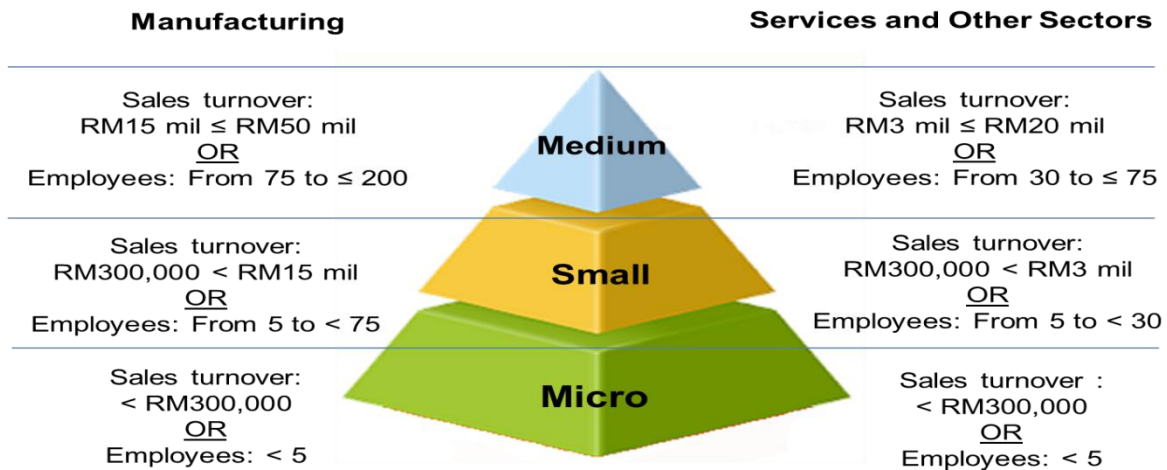 Manufacturing
Services and Other Sectors
Sales turnover:
RM15 mil ≤ RM50 mil
OR
Employees: From 75 to ≤ 200
Medium
Sales turnover:
RM3 mil ≤ RM20 mil
OR
Employees: From 30 to ≤ 75
Sales turnover:
RM300,000 < RM15 mil
OR
Employees: From 5 to < 75
Small
Sales turnover:
RM300,000 < RM3 mil
OR
Employees: From 5 to < 30
Sales turnover:
< RM300,000
OR
Employees: < 5
Micro
Sales turnover :
< RM300,000
OR
Employees: < 5